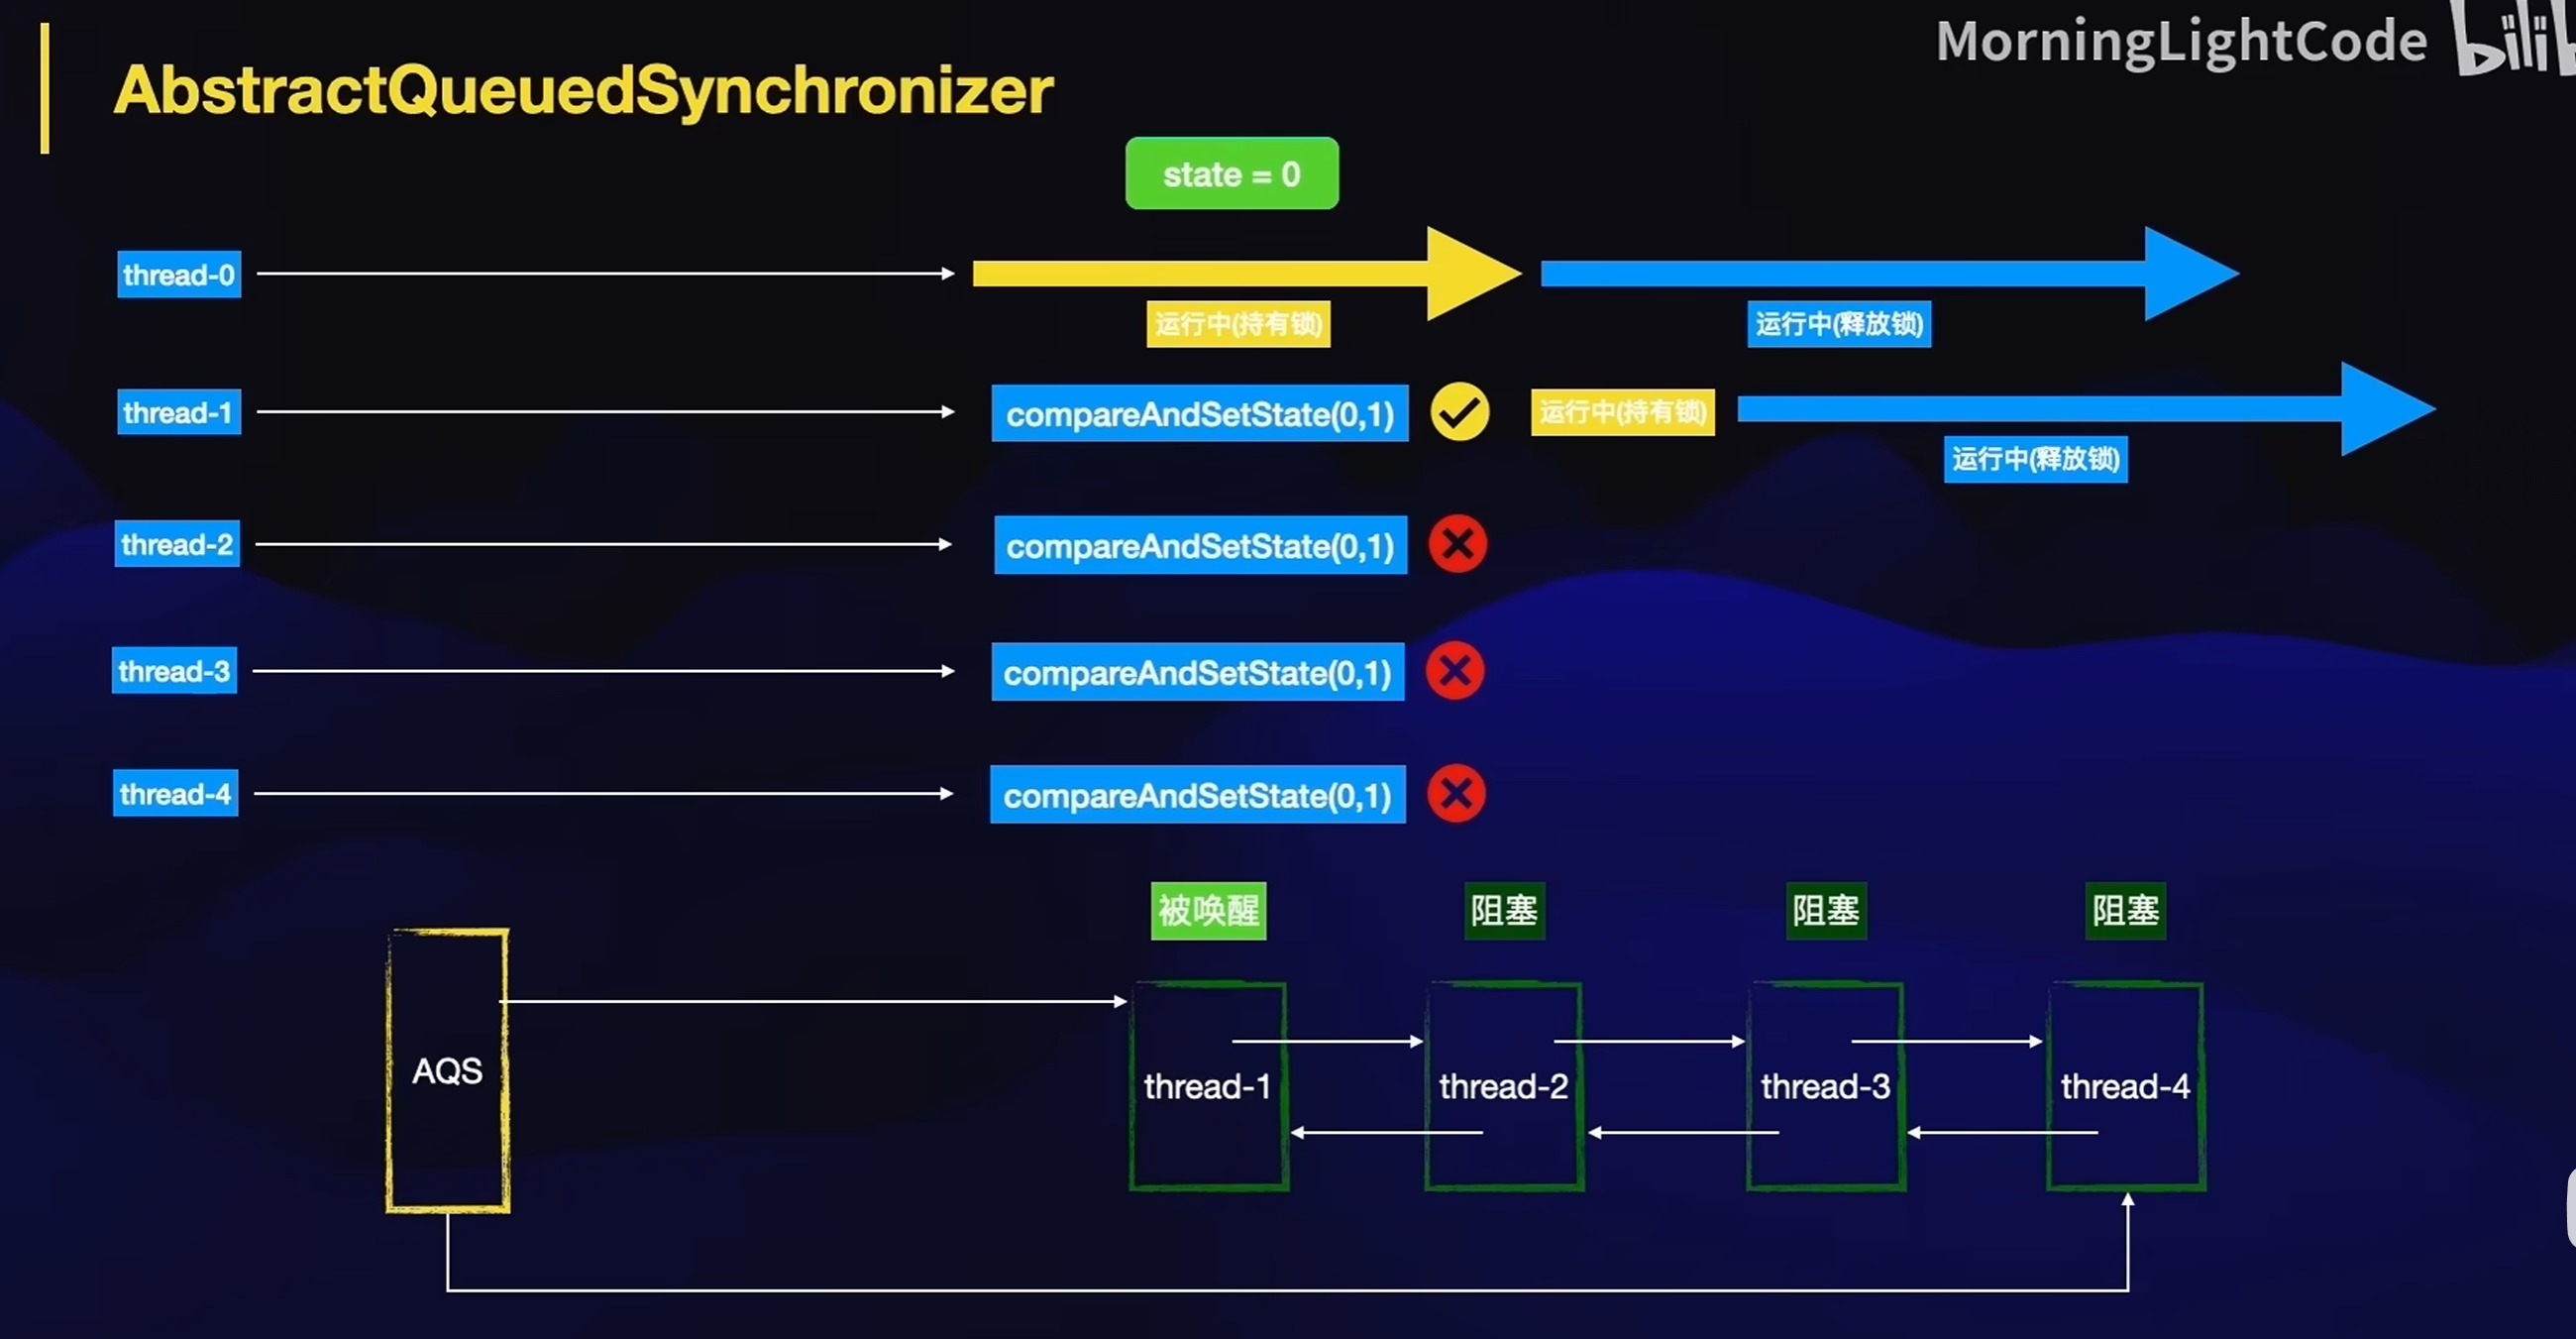 MorningLightCode
AbstractQueuedSynchronizer
state = 0
thread-0
运行中(持有锁)
运行中(释放锁)
thread-1
compareAndSetState(0,1)
运行中(持有锁)
运行中(释放锁)
thread-2
compareAndSetState(0,1)
thread-3
compareAndSetState(0,1)
thread-4
compareAndSetState(0,1)
被唤醒
阻塞
阻塞
阻塞
AQS
thread-1
thread-2
thread-3
thread-4